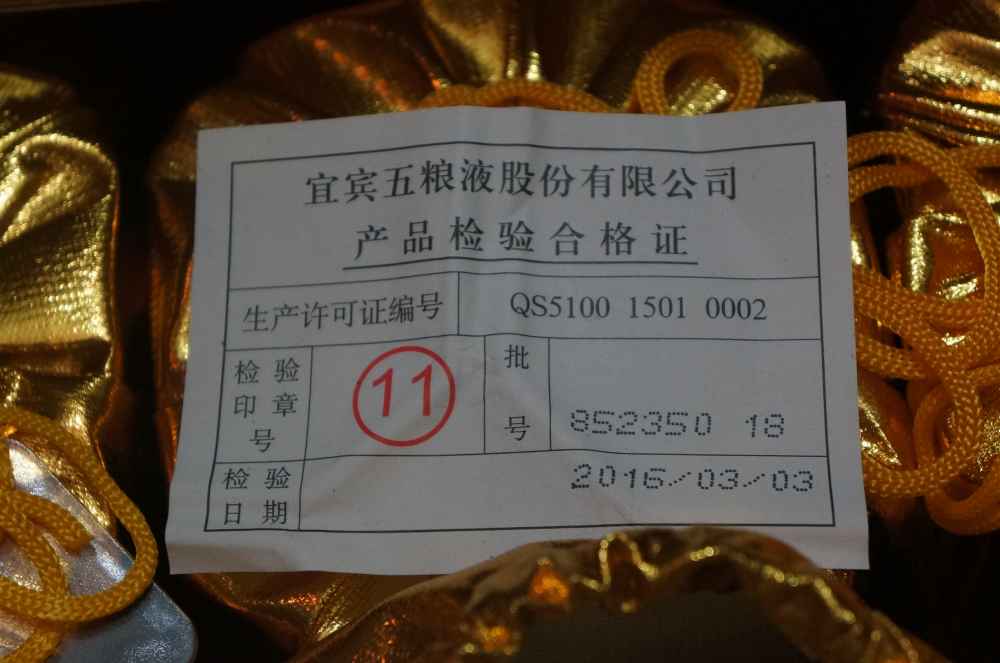 宜宾五粮液股份有限公司
产品检验合格证
生产许可证编号 QS5100 1501 0002
检验印章号 11 批号 852350 18
检验日期 2016/03/03